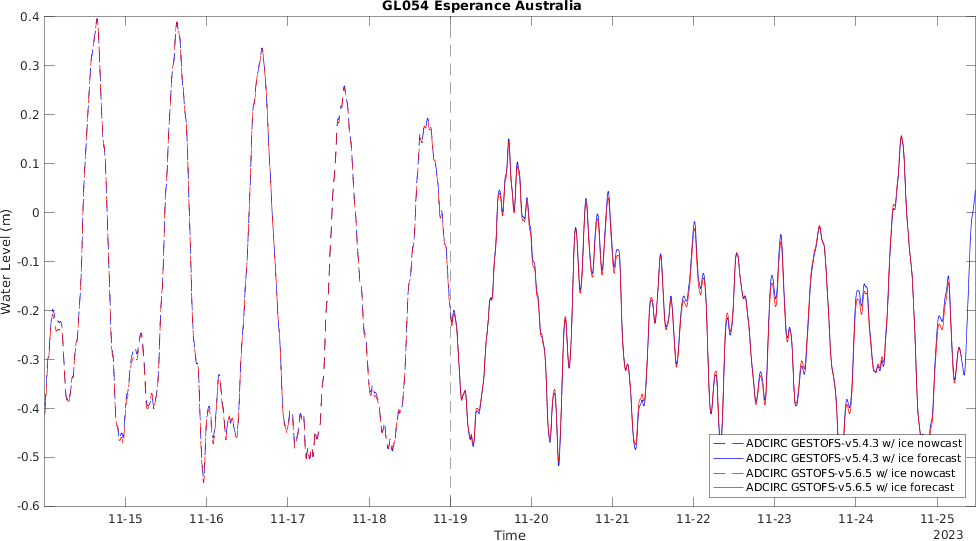 GL054 Esperance Australia
Water Level (m)
0.4
0.3
0.2
0.1
0
-0.1
-0.2
-0.3
-0.4
-0.5
-0.6
ADCIRC GESTOFS-v5.4.3 w/ ice nowcast
ADCIRC GESTOFS-v5.4.3 w/ ice forecast
ADCIRC GSTOFS-v5.6.5 w/ ice nowcast
ADCIRC GSTOFS-v5.6.5 w/ ice forecast
11-15 11-16 11-17 11-18 11-19 11-20 11-21 11-22 11-23 11-24 11-25
Time
2023